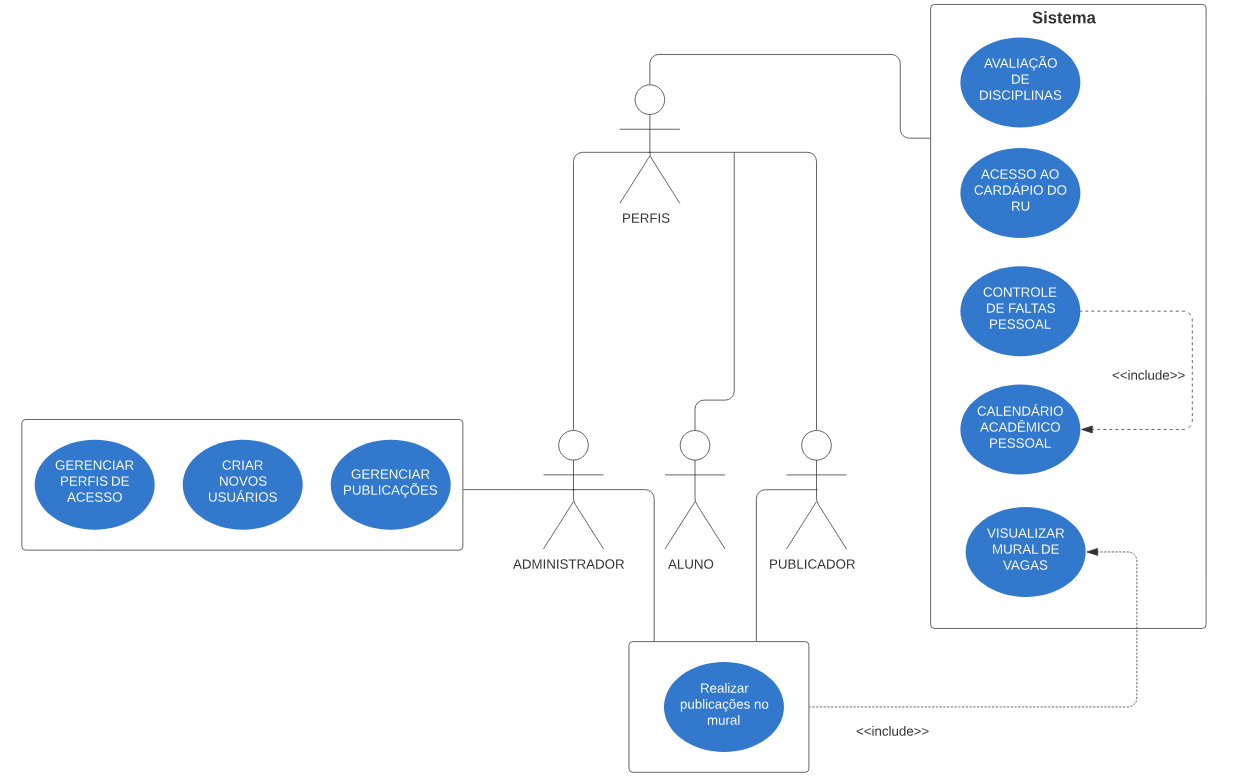 Sistema
AVALIAÇÃO
DE
DISCIPLINAS
ACESSO AO
CARDÁPIO DO
RU
PERFIS
CONTROLE
DE FALTAS
PESSOAL
<<include>>
CALENDÁRIO
ACADÊMICO
PESSOAL
GERENCIAR
PERFIS DE
ACESSO
CRIAR
NOVOS
USUÁRIOS
GERENCIAR
PUBLICAÇÕES
ADMINISTRADOR
ALUNO
PUBLICADOR
VISUALIZAR
MURAL DE
VAGAS
Realizar
publicações no
mural
<<include>>